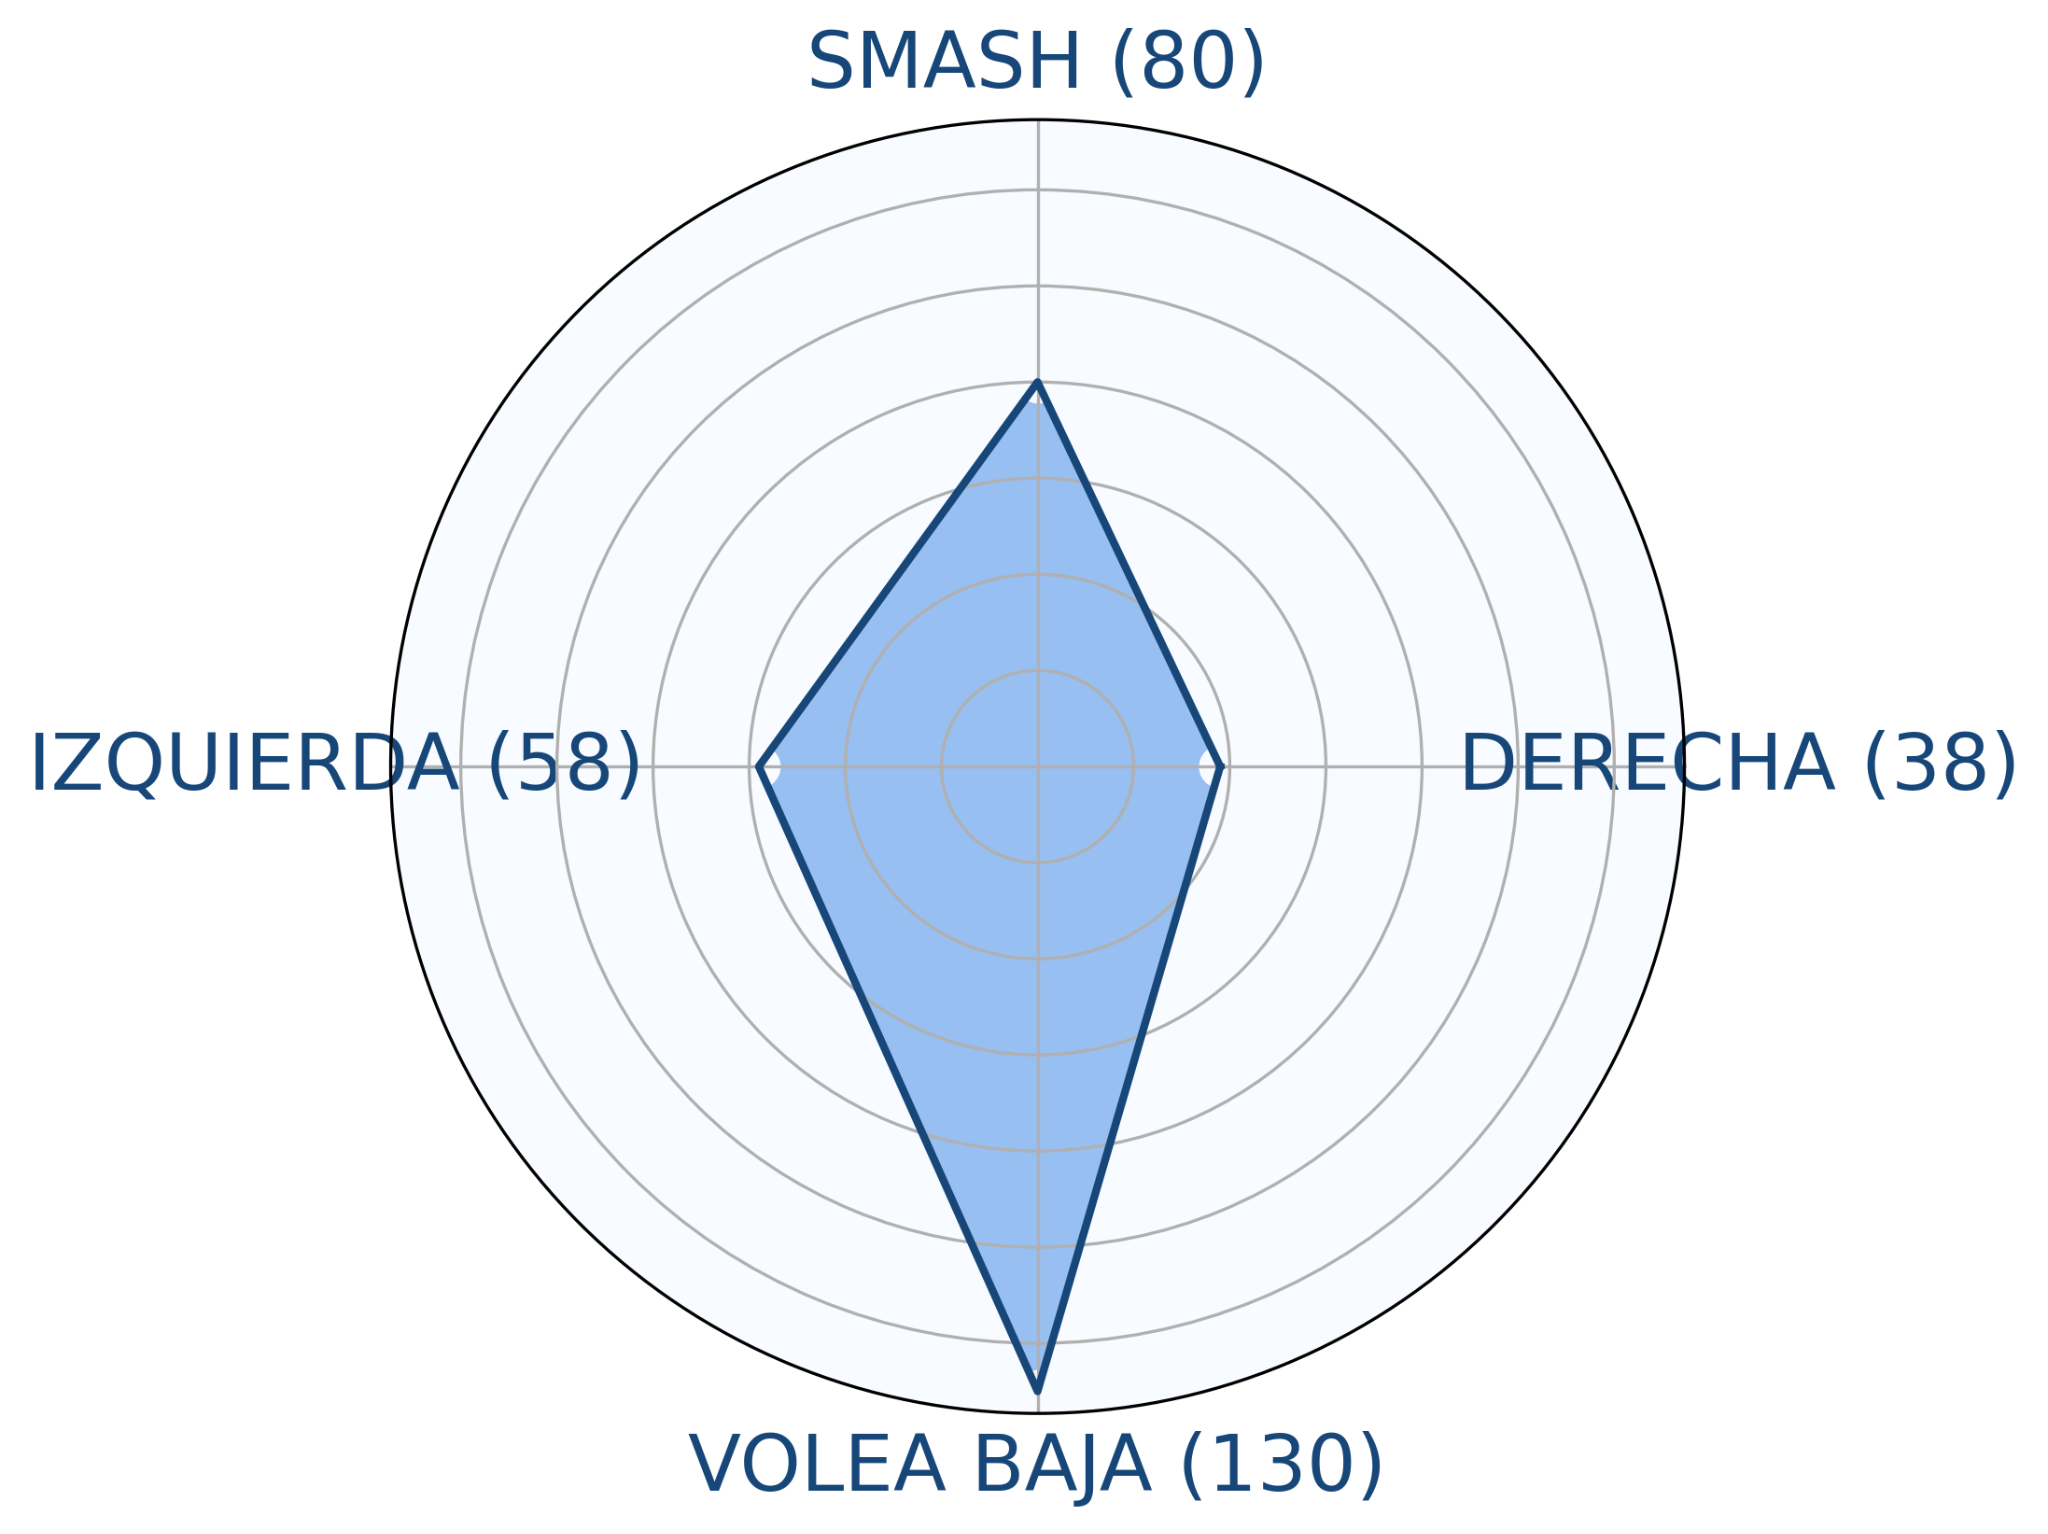 SMASH (80)
IZQUIERDA (58)
DERECHA (38)
VOLEA BAJA (130)